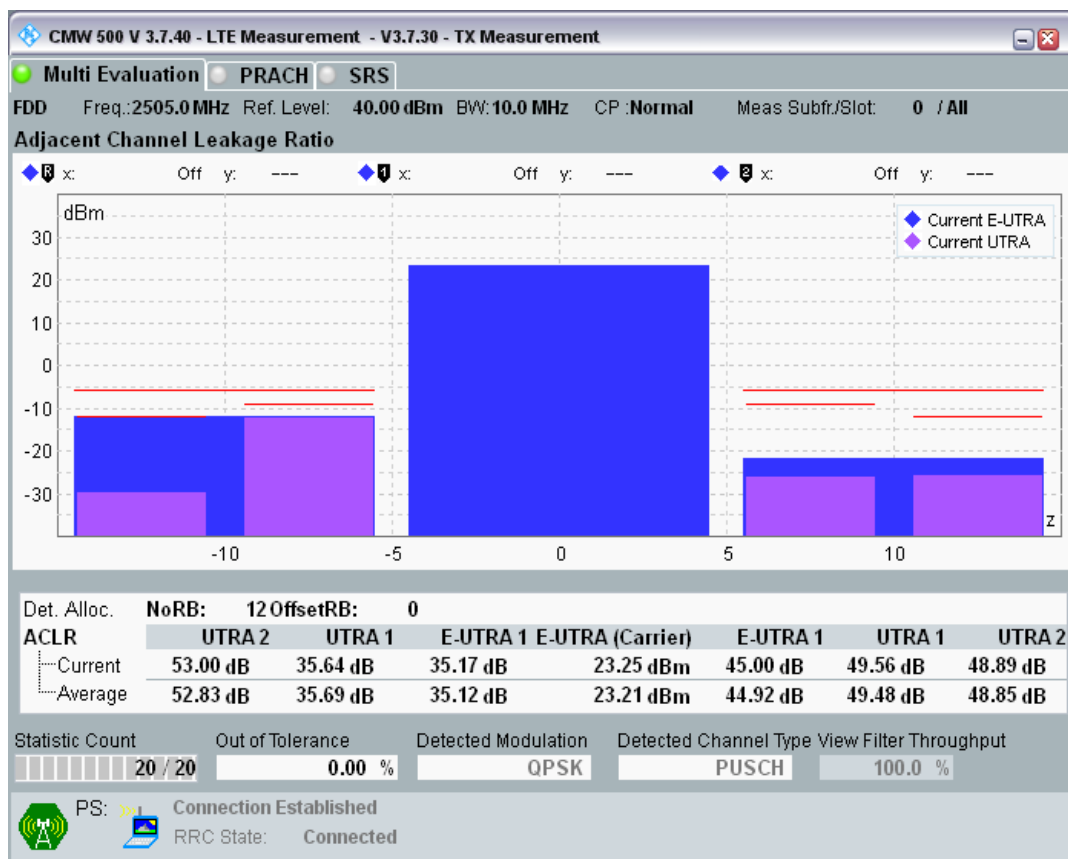 CMW 500 V 3.7.40 - LTE Measurement - V3.7.30 - TX Measurement
Multi Evaluation PRACH SRS
FDD Freq.:2505.0 MHz Ref. Level: 40.00 dBm BW:10.0 MHz CP :Normal Meas Subfr./Slot: 0 / All
Adjacent Channel Leakage Ratio
R x: Off y: --- 1 x: Off y: --- 2 x: Off y: ---
dBm
Current E-UTRA
Current UTRA
30
20
10
0
-10
-20
-30
z
-10 -5 0 5 10
Det. Alloc. NoRB: 12 OffsetRB: 0
ACLR UTRA 2 UTRA 1 E-UTRA 1 E-UTRA (Carrier) E-UTRA 1 UTRA 1 UTRA 2
Current 53.00 dB 35.64 dB 35.17 dB 23.25 dBm 45.00 dB 49.56 dB 48.89 dB
Average 52.83 dB 35.69 dB 35.12 dB 23.21 dBm 44.92 dB 49.48 dB 48.85 dB
Statistic Count Out of Tolerance Detected Modulation Detected Channel Type View Filter Throughput
20 / 20 0.00 % QPSK PUSCH 100.0 %
PS: Connection Established
RRC State: Connected